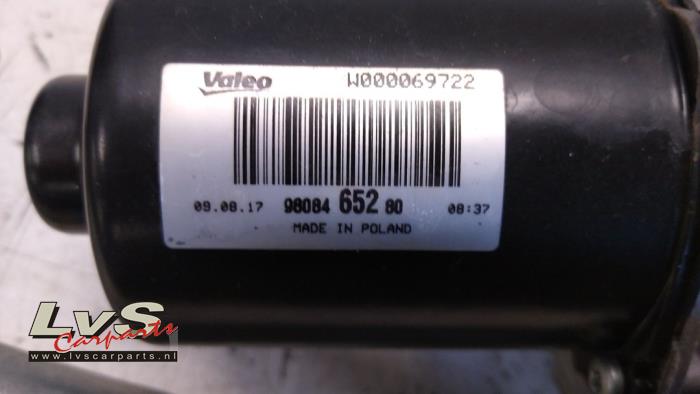 Valeo W000069722
09.08.17 98084 652 80 08:37
MADE IN POLAND
LvS
Carparts
www.lvscarparts.nl